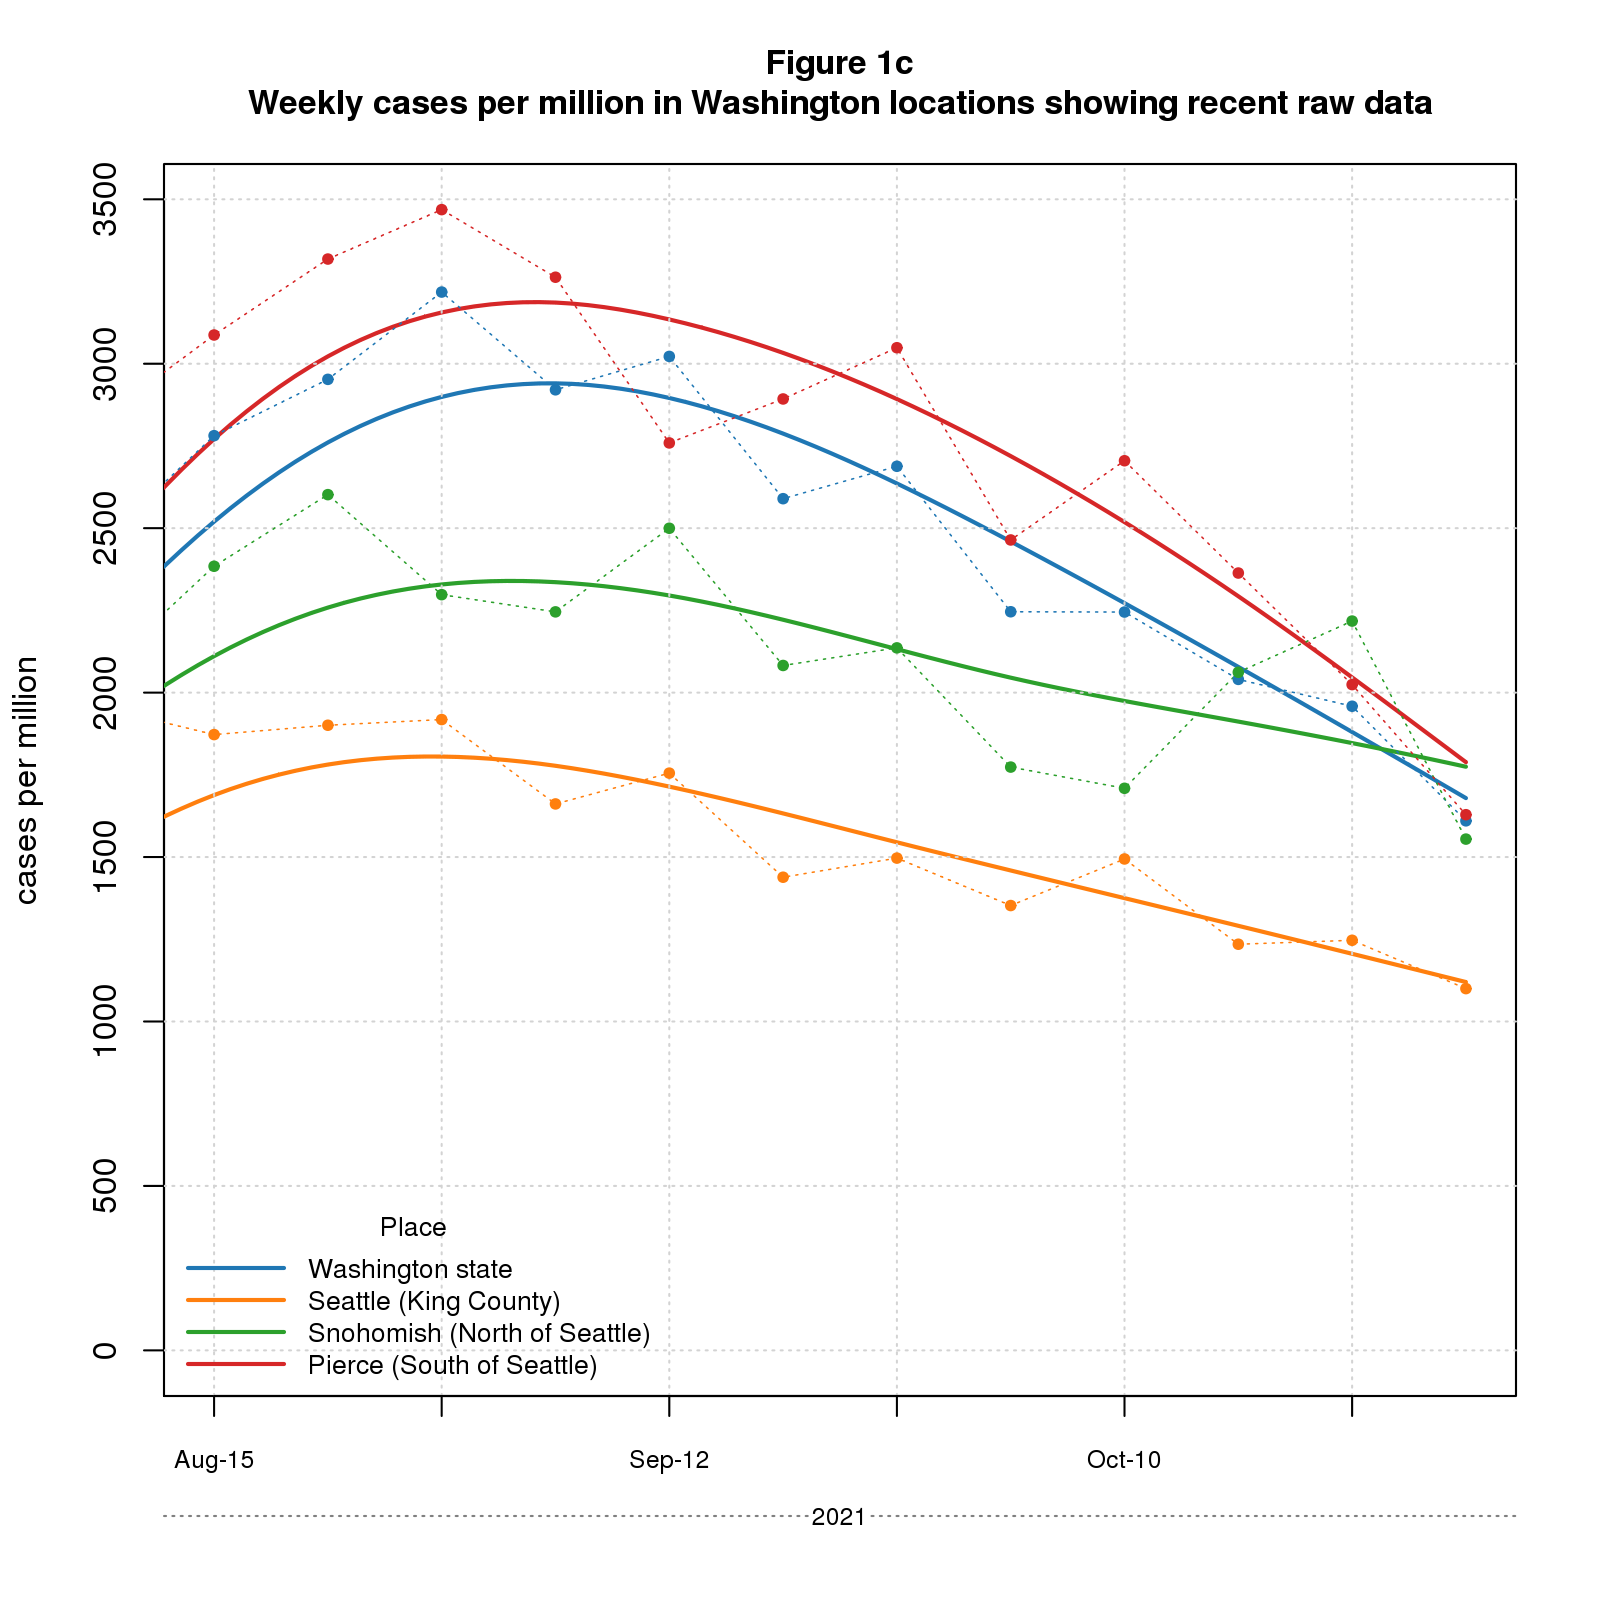 Figure 1c
Weekly cases per million in Washington locations showing recent raw data
cases per million
3500
3000
2500
2000
1500
1000
500
0
Place
Washington state
Seattle (King County)
Snohomish (North of Seattle)
Pierce (South of Seattle)
Aug-15 Sep-12 Oct-10
2021